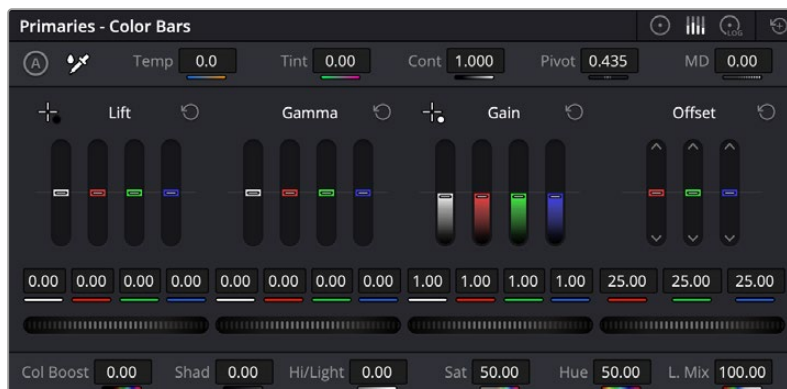 Primaries - Color Bars LOG
A Temp 0.0 Tint 0.00 Cont 1.000 Pivot 0.435 MD 0.00
Lift Gamma Gain Offset
0.00 0.00 0.00 0.00 0.00 0.00 0.00 0.00 1.00 1.00 1.00 1.00 25.00 25.00 25.00
Col Boost 0.00 Shad 0.00 Hi/Light 0.00 Sat 50.00 Hue 50.00 L. Mix 100.00